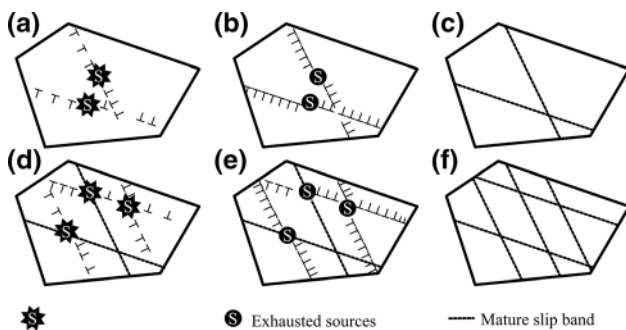 (a) (b) (c)
S S
S S
(d) (e) (f)
S S S
S S S
S S Exhausted sources Mature slip band